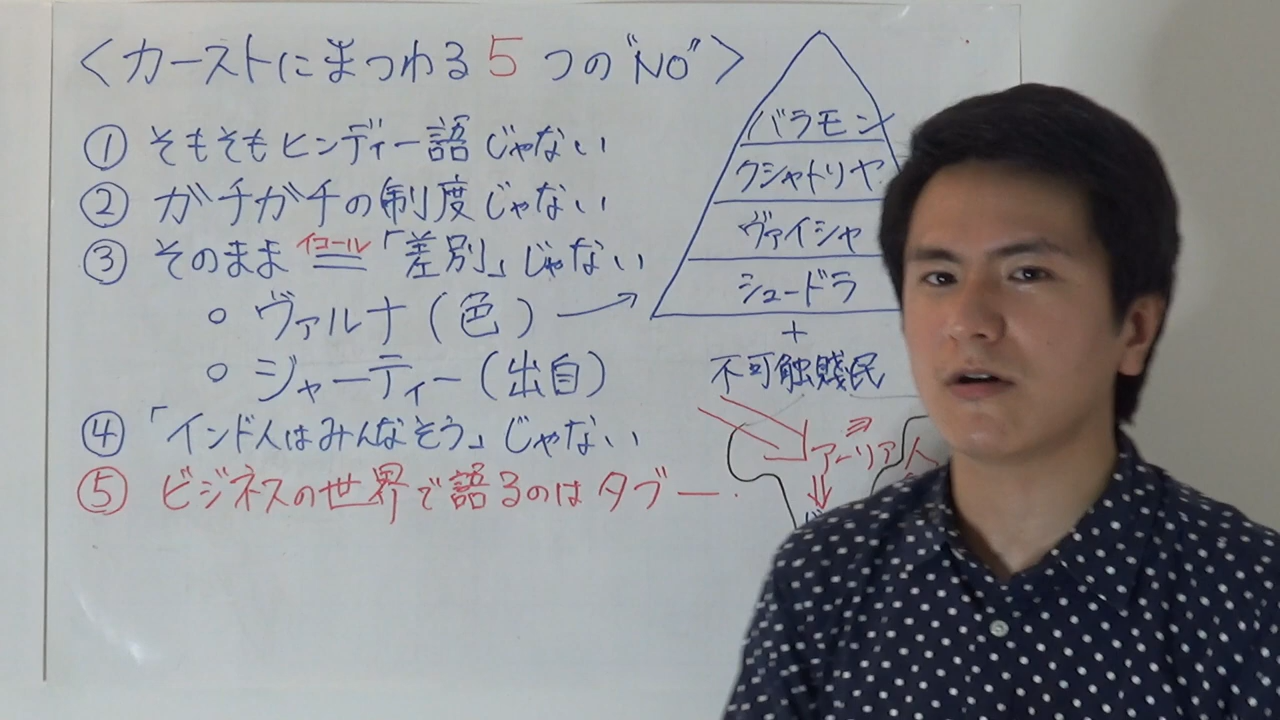 ＜カーストにまつわる5つの"NO"＞
① そもそもヒンディー語じゃない
② ガチガチの制度じゃない
③ そのまま イコール ＝「差別」じゃない
○ ヴァルナ（色）→
○ ジャーティー（出自）
④ 「インド人はみんなそう」じゃない
⑤ ビジネスの世界で語るのはタブー.
バラモン
クシャトリヤ
ヴァイシャ
シュードラ
+
不可触賤民
アーリア人